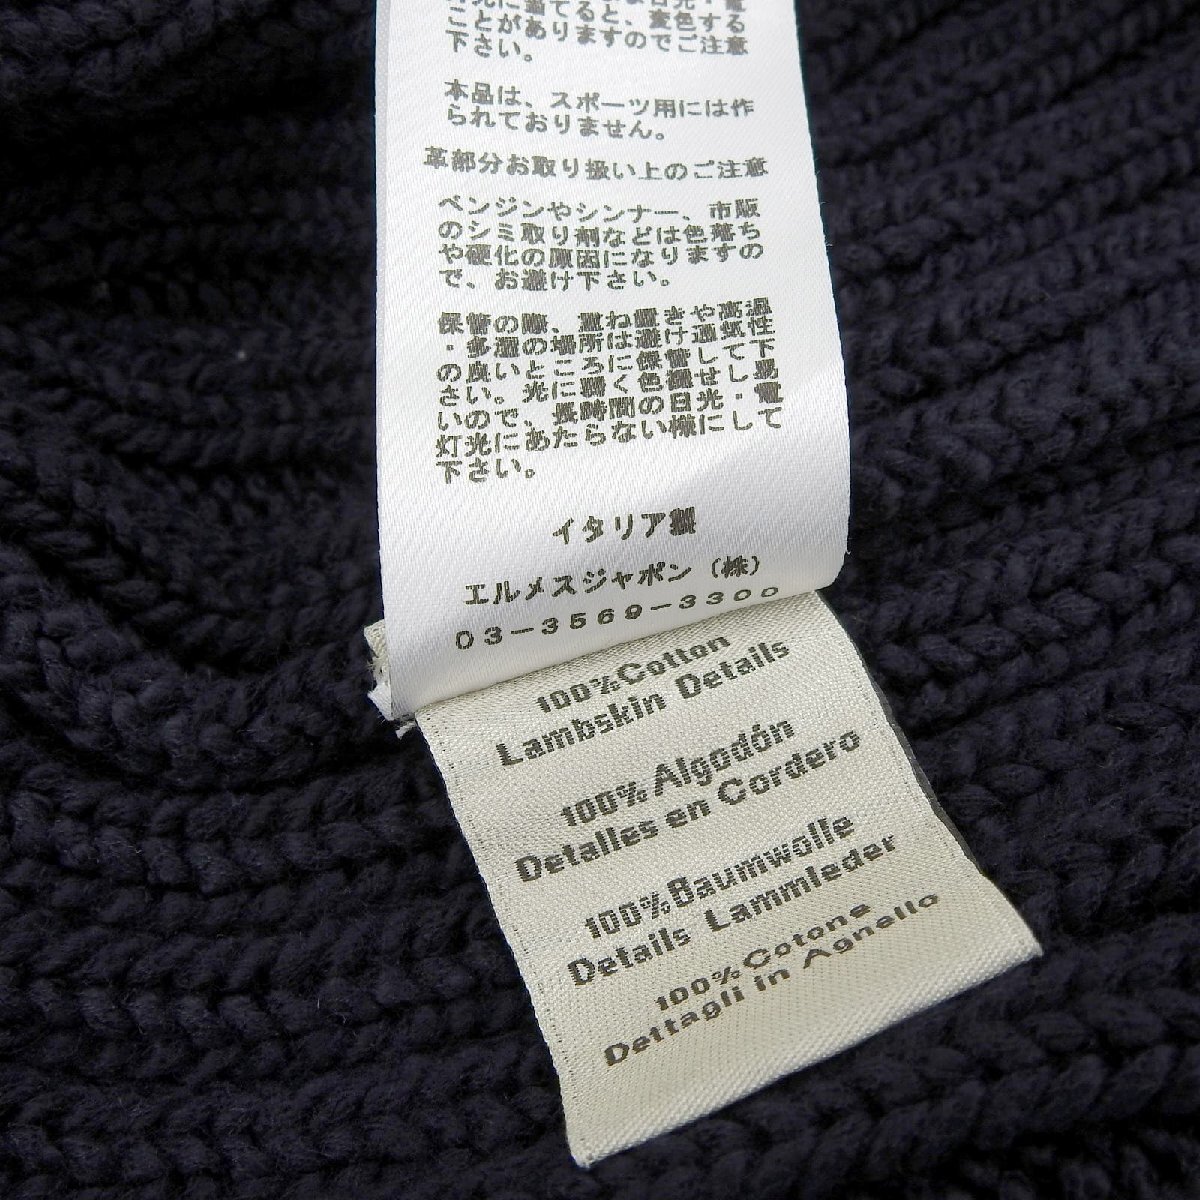 光に当てると、変色する
ことがありますのでご注意
下さい。
本品は、スポーツ用には作
られておりません。
革部分お取り扱い上のご注意
ベンジンやシンナー、市販
のシミ取り剤などは色落ち
や硬化の原因になりますの
で、お避け下さい。
保管の際、重ね置きや高温
・多湿の場所は避け通気性
の良いところに保管して下
さい。光に弱く色褪せし易
いので、長時間の日光・電
灯光にあたらない様にして
下さい。
イタリア製
エルメスジャポン（株）
03-3569-3300
100%Cotton
Lambskin Details
100%Algodón
Detalles en Cordero
100%Baumwolle
Details Lammleder
100%Cotone
Dettagli in Agnello